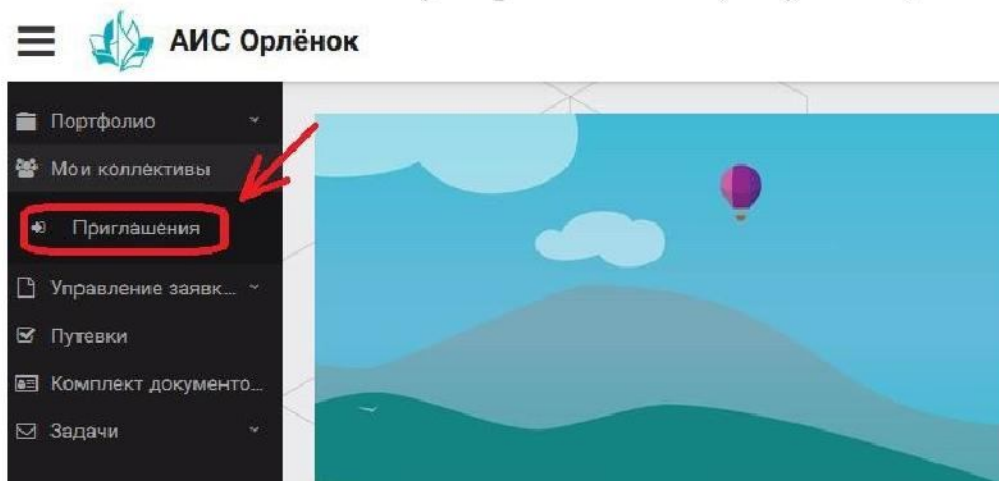 АИС Орлёнок
Портфолио
Мои коллективы
Приглашения
Управление заявк...
Путевки
Комплект документо...
Задачи